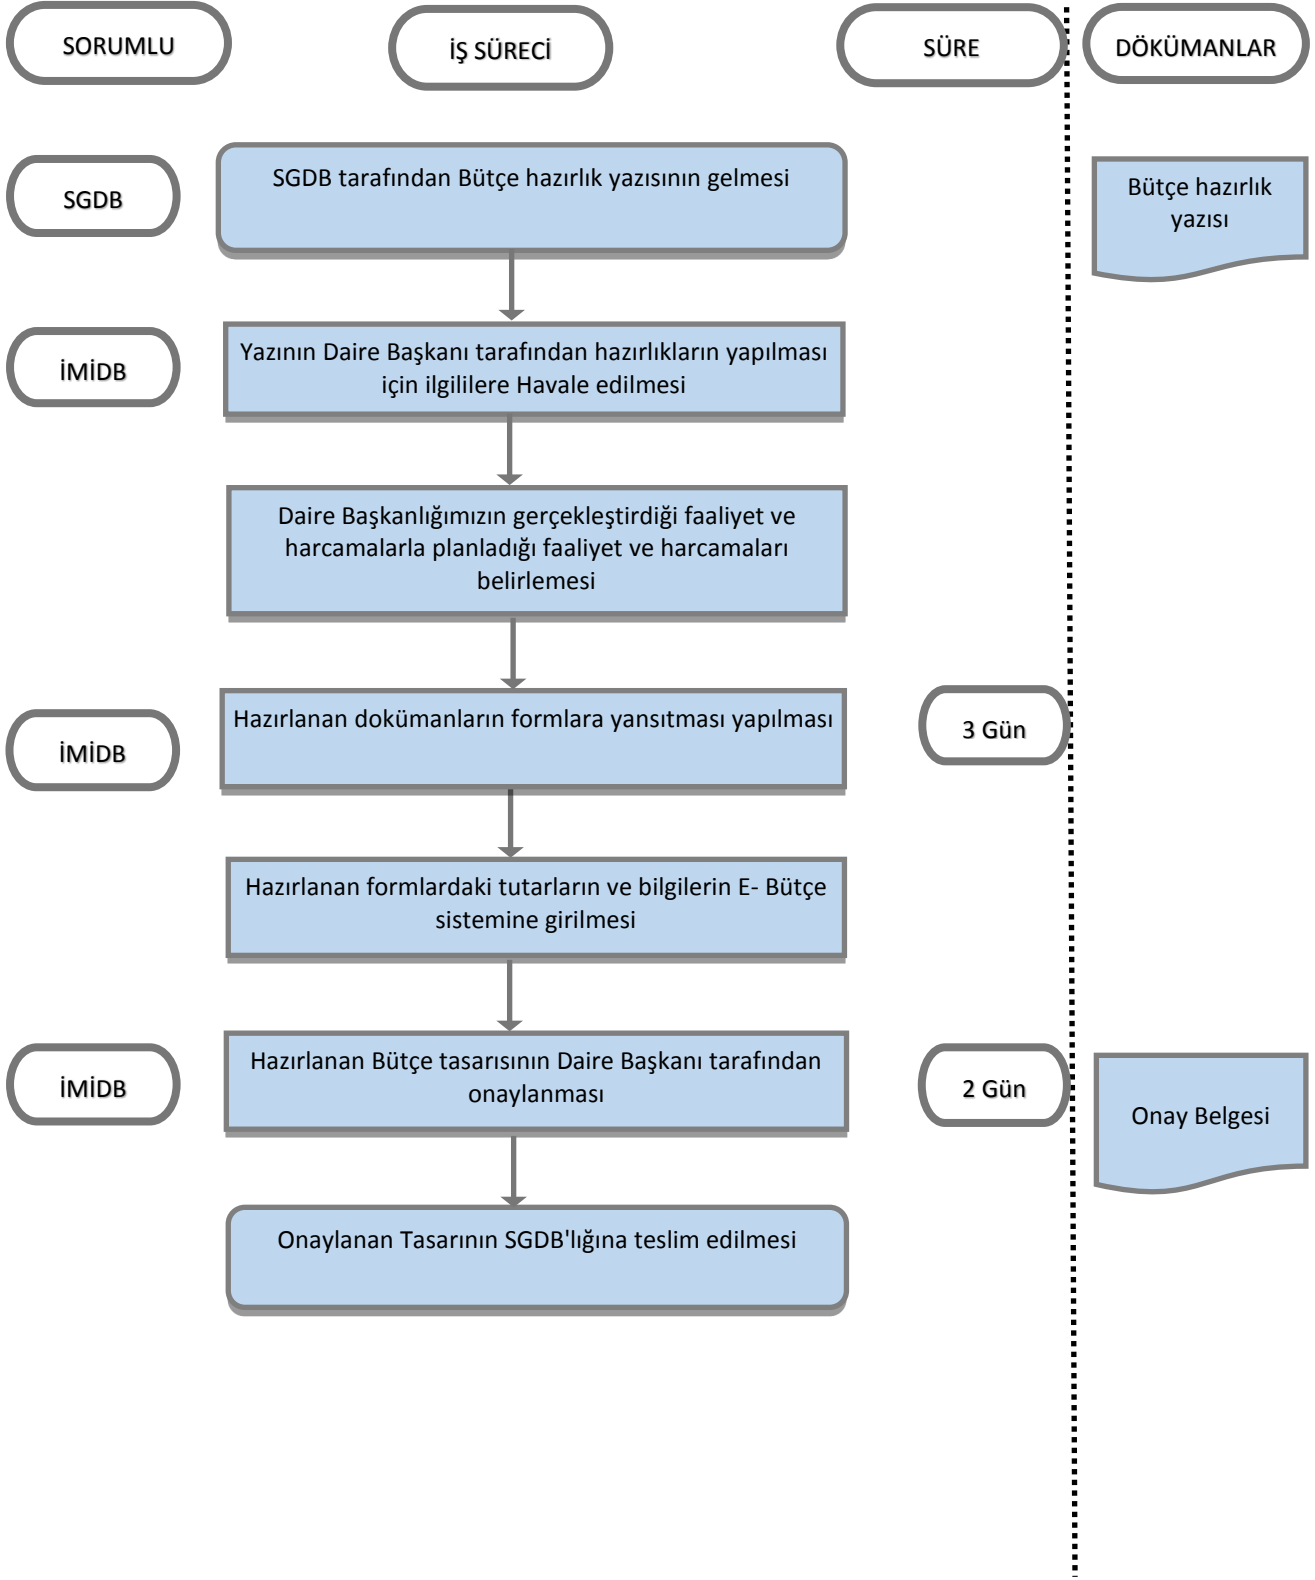 SORUMLU
İŞ SÜRECİ
SÜRE
DÖKÜMANLAR
SGDB
SGDB tarafından Bütçe hazırlık yazısının gelmesi
Bütçe hazırlık
yazısı
İMİDB
Yazının Daire Başkanı tarafından hazırlıkların yapılması
için ilgililere Havale edilmesi
Daire Başkanlığımızın gerçekleştirdiği faaliyet ve
harcamalarla planladığı faaliyet ve harcamaları
belirlemesi
İMİDB
Hazırlanan dokümanların formlara yansıtması yapılması
3 Gün
Hazırlanan formlardaki tutarların ve bilgilerin E- Bütçe
sistemine girilmesi
İMİDB
Hazırlanan Bütçe tasarısının Daire Başkanı tarafından
onaylanması
2 Gün
Onay Belgesi
Onaylanan Tasarının SGDB'lığına teslim edilmesi